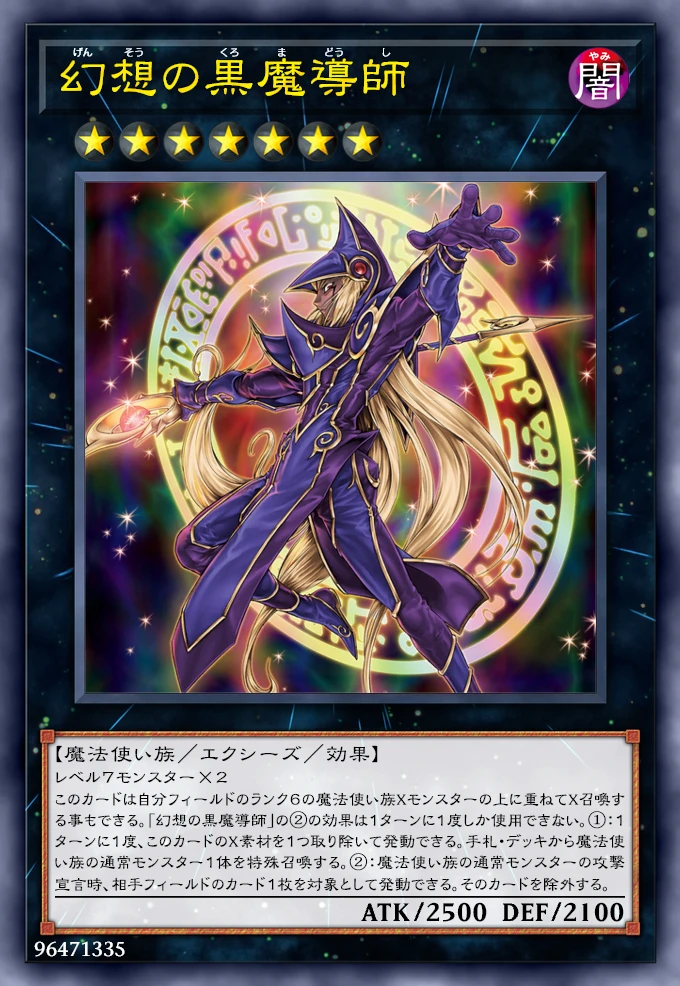 げんそうのくろまどうし
幻想の黒魔導師
やみ
闇
【魔法使い族／エクシーズ／効果】
レベル７モンスター×２
このカードは自分フィールドのランク６の魔法使い族Xモンスターの上に重ねてX召喚す
る事もできる。「幻想の黒魔導師」の②の効果は１ターンに１度しか使用できない。①：１
ターンに１度、このカードのX素材を１つ取り除いて発動できる。手札・デッキから魔法使
い族の通常モンスター１体を特殊召喚する。②：魔法使い族の通常モンスターの攻撃
宣言時、相手フィールドのカード１枚を対象として発動できる。そのカードを除外する。
ATK/2500 DEF/2100
96471335